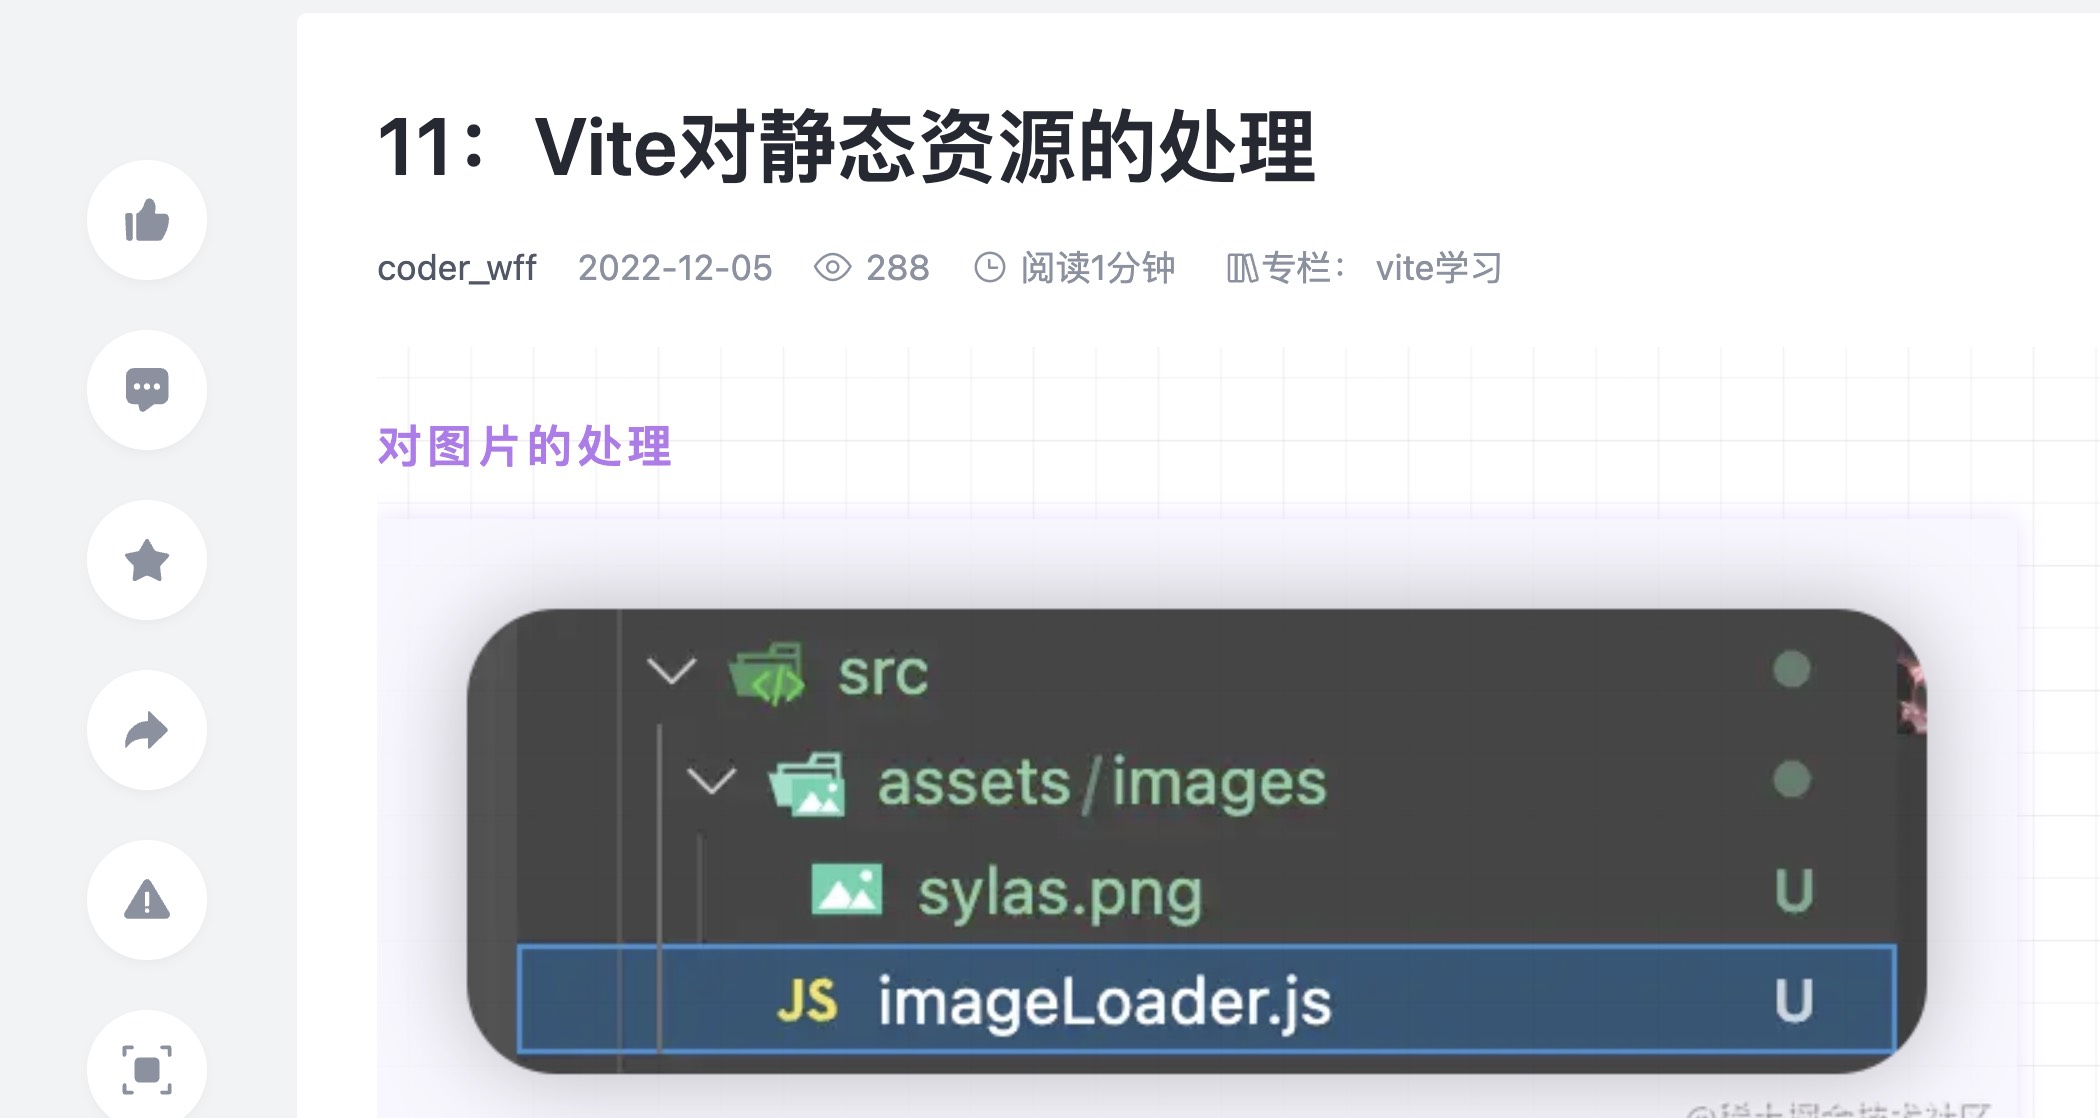 11：Vite对静态资源的处理
coder_wff 2022-12-05 288 阅读1分钟 专栏： vite学习
对图片的处理
src
assets/images
sylas.png U
JS imageLoader.js U